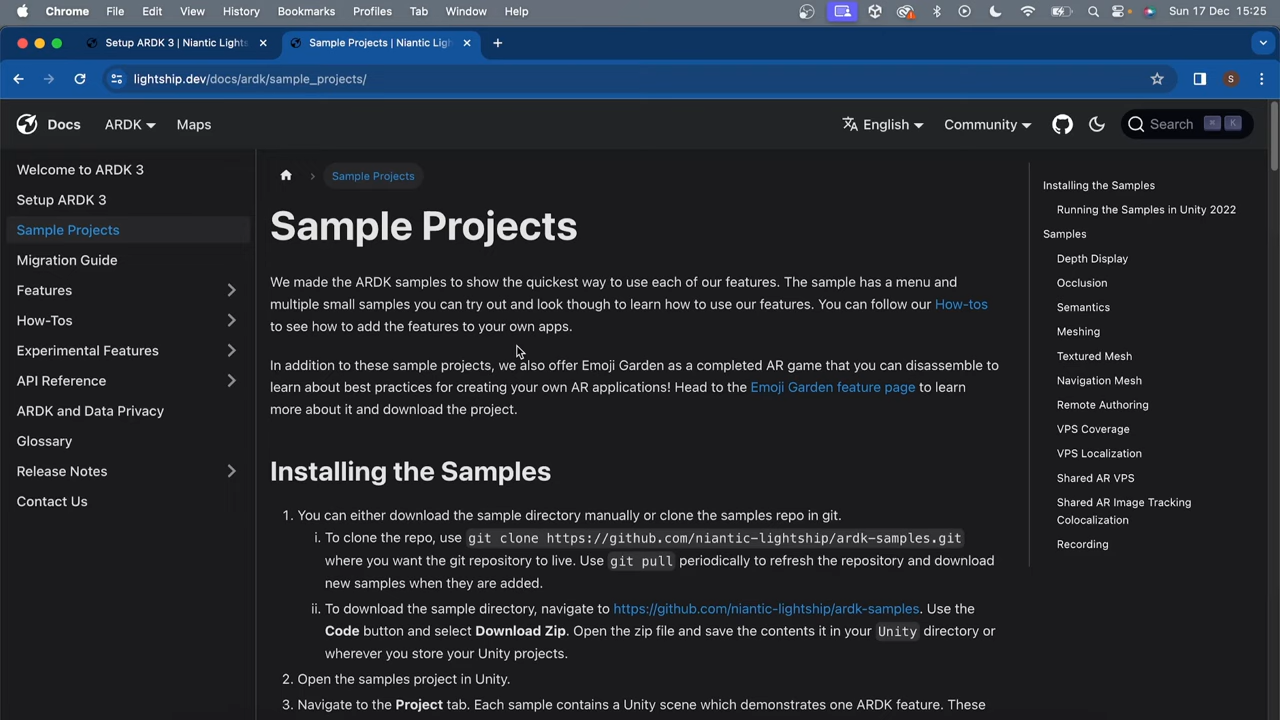 Chrome File Edit View History Bookmarks Profiles Tab Window Help Sun 17 Dec 15:25
Setup ARDK 3 | Niantic Lights Sample Projects | Niantic Ligh
lightship.dev/docs/ardk/sample_projects/ S
Docs ARDK Maps English Community Search ⌘ K
Welcome to ARDK 3
Setup ARDK 3
Sample Projects
Migration Guide
Features
How-Tos
Experimental Features
API Reference
ARDK and Data Privacy
Glossary
Release Notes
Contact Us
Sample Projects
Sample Projects
We made the ARDK samples to show the quickest way to use each of our features. The sample has a menu and
multiple small samples you can try out and look though to learn how to use our features. You can follow our How-tos
to see how to add the features to your own apps.
In addition to these sample projects, we also offer Emoji Garden as a completed AR game that you can disassemble to
learn about best practices for creating your own AR applications! Head to the Emoji Garden feature page to learn
more about it and download the project.
Installing the Samples
1. You can either download the sample directory manually or clone the samples repo in git.
i. To clone the repo, use git clone https://github.com/niantic-lightship/ardk-samples.git
where you want the git repository to live. Use git pull periodically to refresh the repository and download
new samples when they are added.
ii. To download the sample directory, navigate to https://github.com/niantic-lightship/ardk-samples. Use the
Code button and select Download Zip. Open the zip file and save the contents it in your Unity directory or
wherever you store your Unity projects.
2. Open the samples project in Unity.
3. Navigate to the Project tab. Each sample contains a Unity scene which demonstrates one ARDK feature. These
Installing the Samples
Running the Samples in Unity 2022
Samples
Depth Display
Occlusion
Semantics
Meshing
Textured Mesh
Navigation Mesh
Remote Authoring
VPS Coverage
VPS Localization
Shared AR VPS
Shared AR Image Tracking
Colocalization
Recording